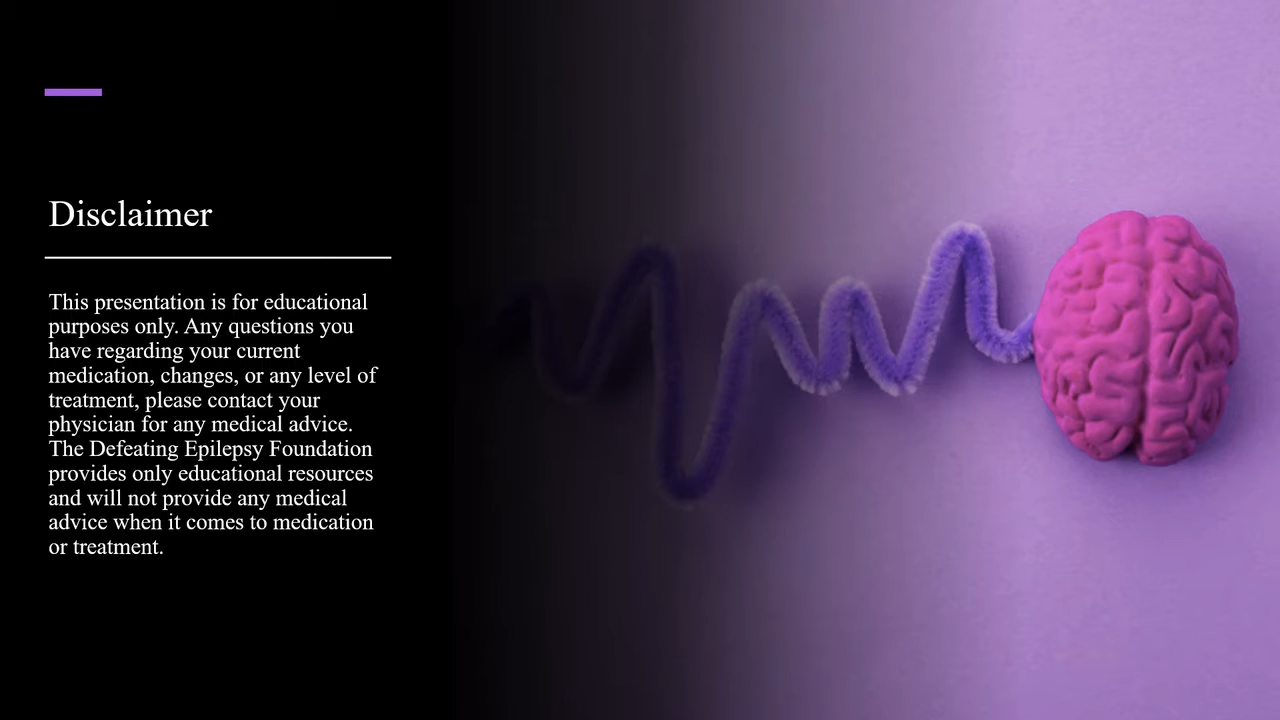 Disclaimer
This presentation is for educational
purposes only. Any questions you
have regarding your current
medication, changes, or any level of
treatment, please contact your
physician for any medical advice.
The Defeating Epilepsy Foundation
provides only educational resources
and will not provide any medical
advice when it comes to medication
or treatment.